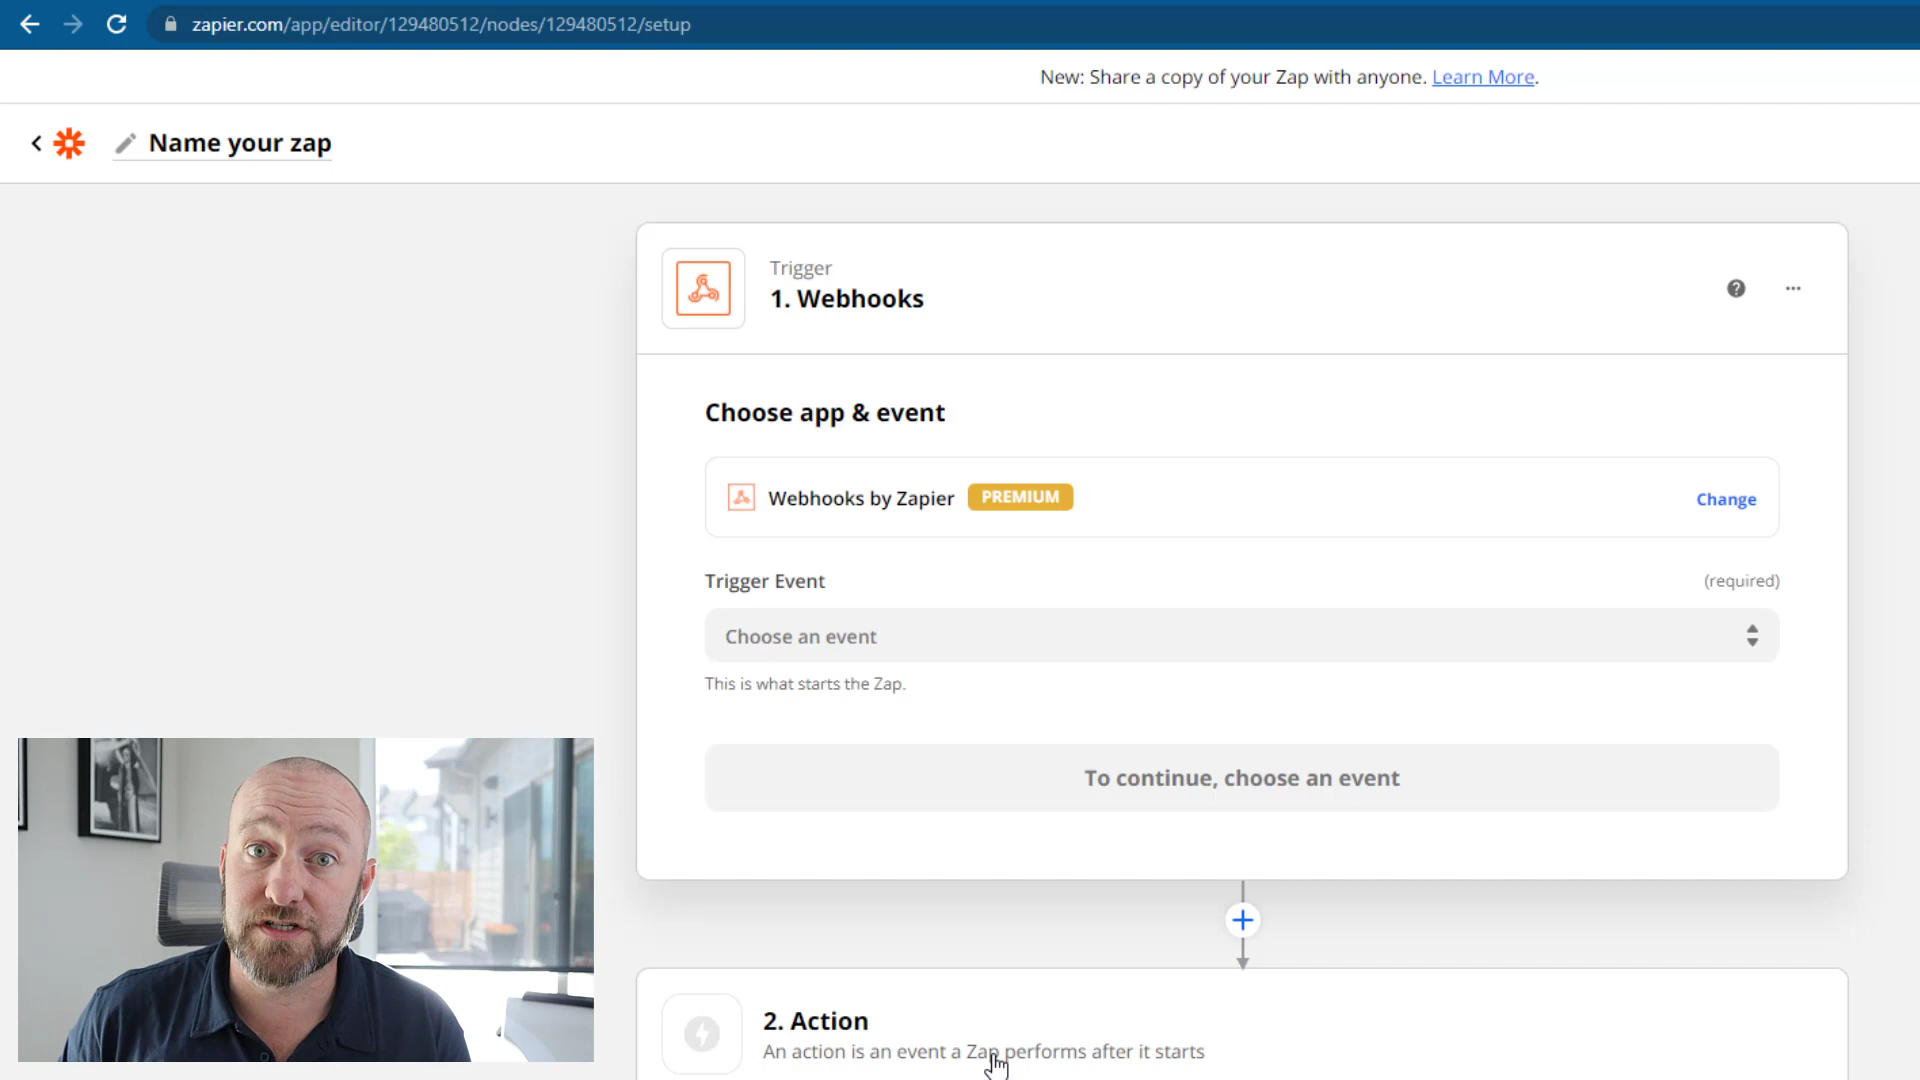 zapier.com/app/editor/129480512/nodes/129480512/setup
New: Share a copy of your Zap with anyone. Learn More.
Name your zap
Trigger
1. Webhooks
Choose app & event
Webhooks by Zapier PREMIUM Change
Trigger Event (required)
Choose an event
This is what starts the Zap.
To continue, choose an event
2. Action
An action is an event a Zap performs after it starts